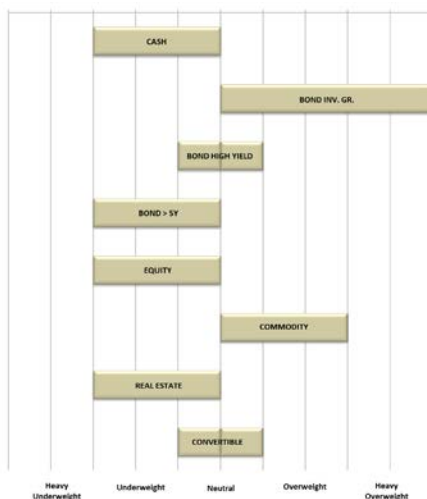 CASH
BOND INV. GR.
BOND HIGH YIELD
BOND > 5Y
EQUITY
COMMODITY
REAL ESTATE
CONVERTIBLE
Heavy Underweight Neutral Overweight Heavy
Underweight Overweight